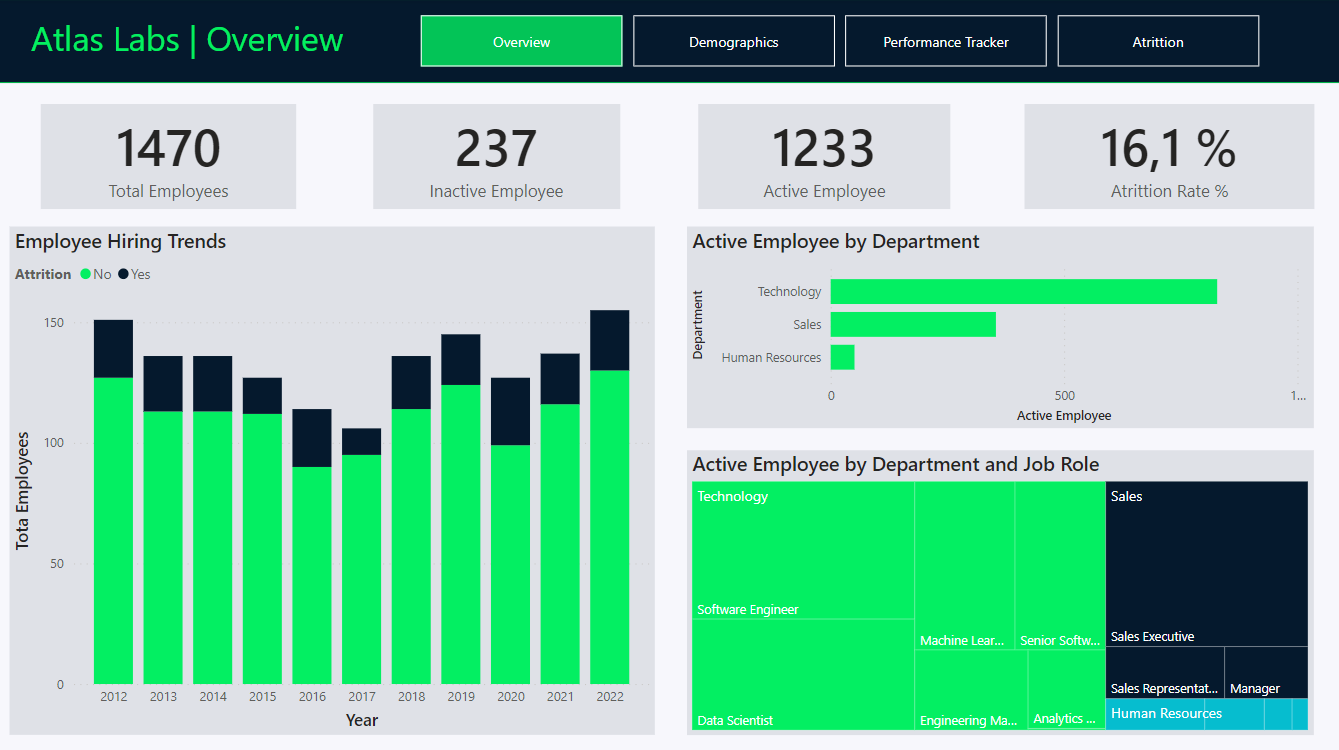 Atlas Labs | Overview
Overview
Demographics
Performance Tracker
Atrittion
1470
Total Employees
237
Inactive Employee
1233
Active Employee
16,1 %
Atrittion Rate %
Employee Hiring Trends
Attrition No Yes
150
100
50
0
Tota Employees
2012 2013 2014 2015 2016 2017 2018 2019 2020 2021 2022
Year
Active Employee by Department
Department
Technology
Sales
Human Resources
0 500 1...
Active Employee
Active Employee by Department and Job Role
Technology
Software Engineer
Data Scientist
Machine Lear...
Senior Softw...
Engineering Ma...
Analytics ...
Sales
Sales Executive
Sales Representat...
Manager
Human Resources